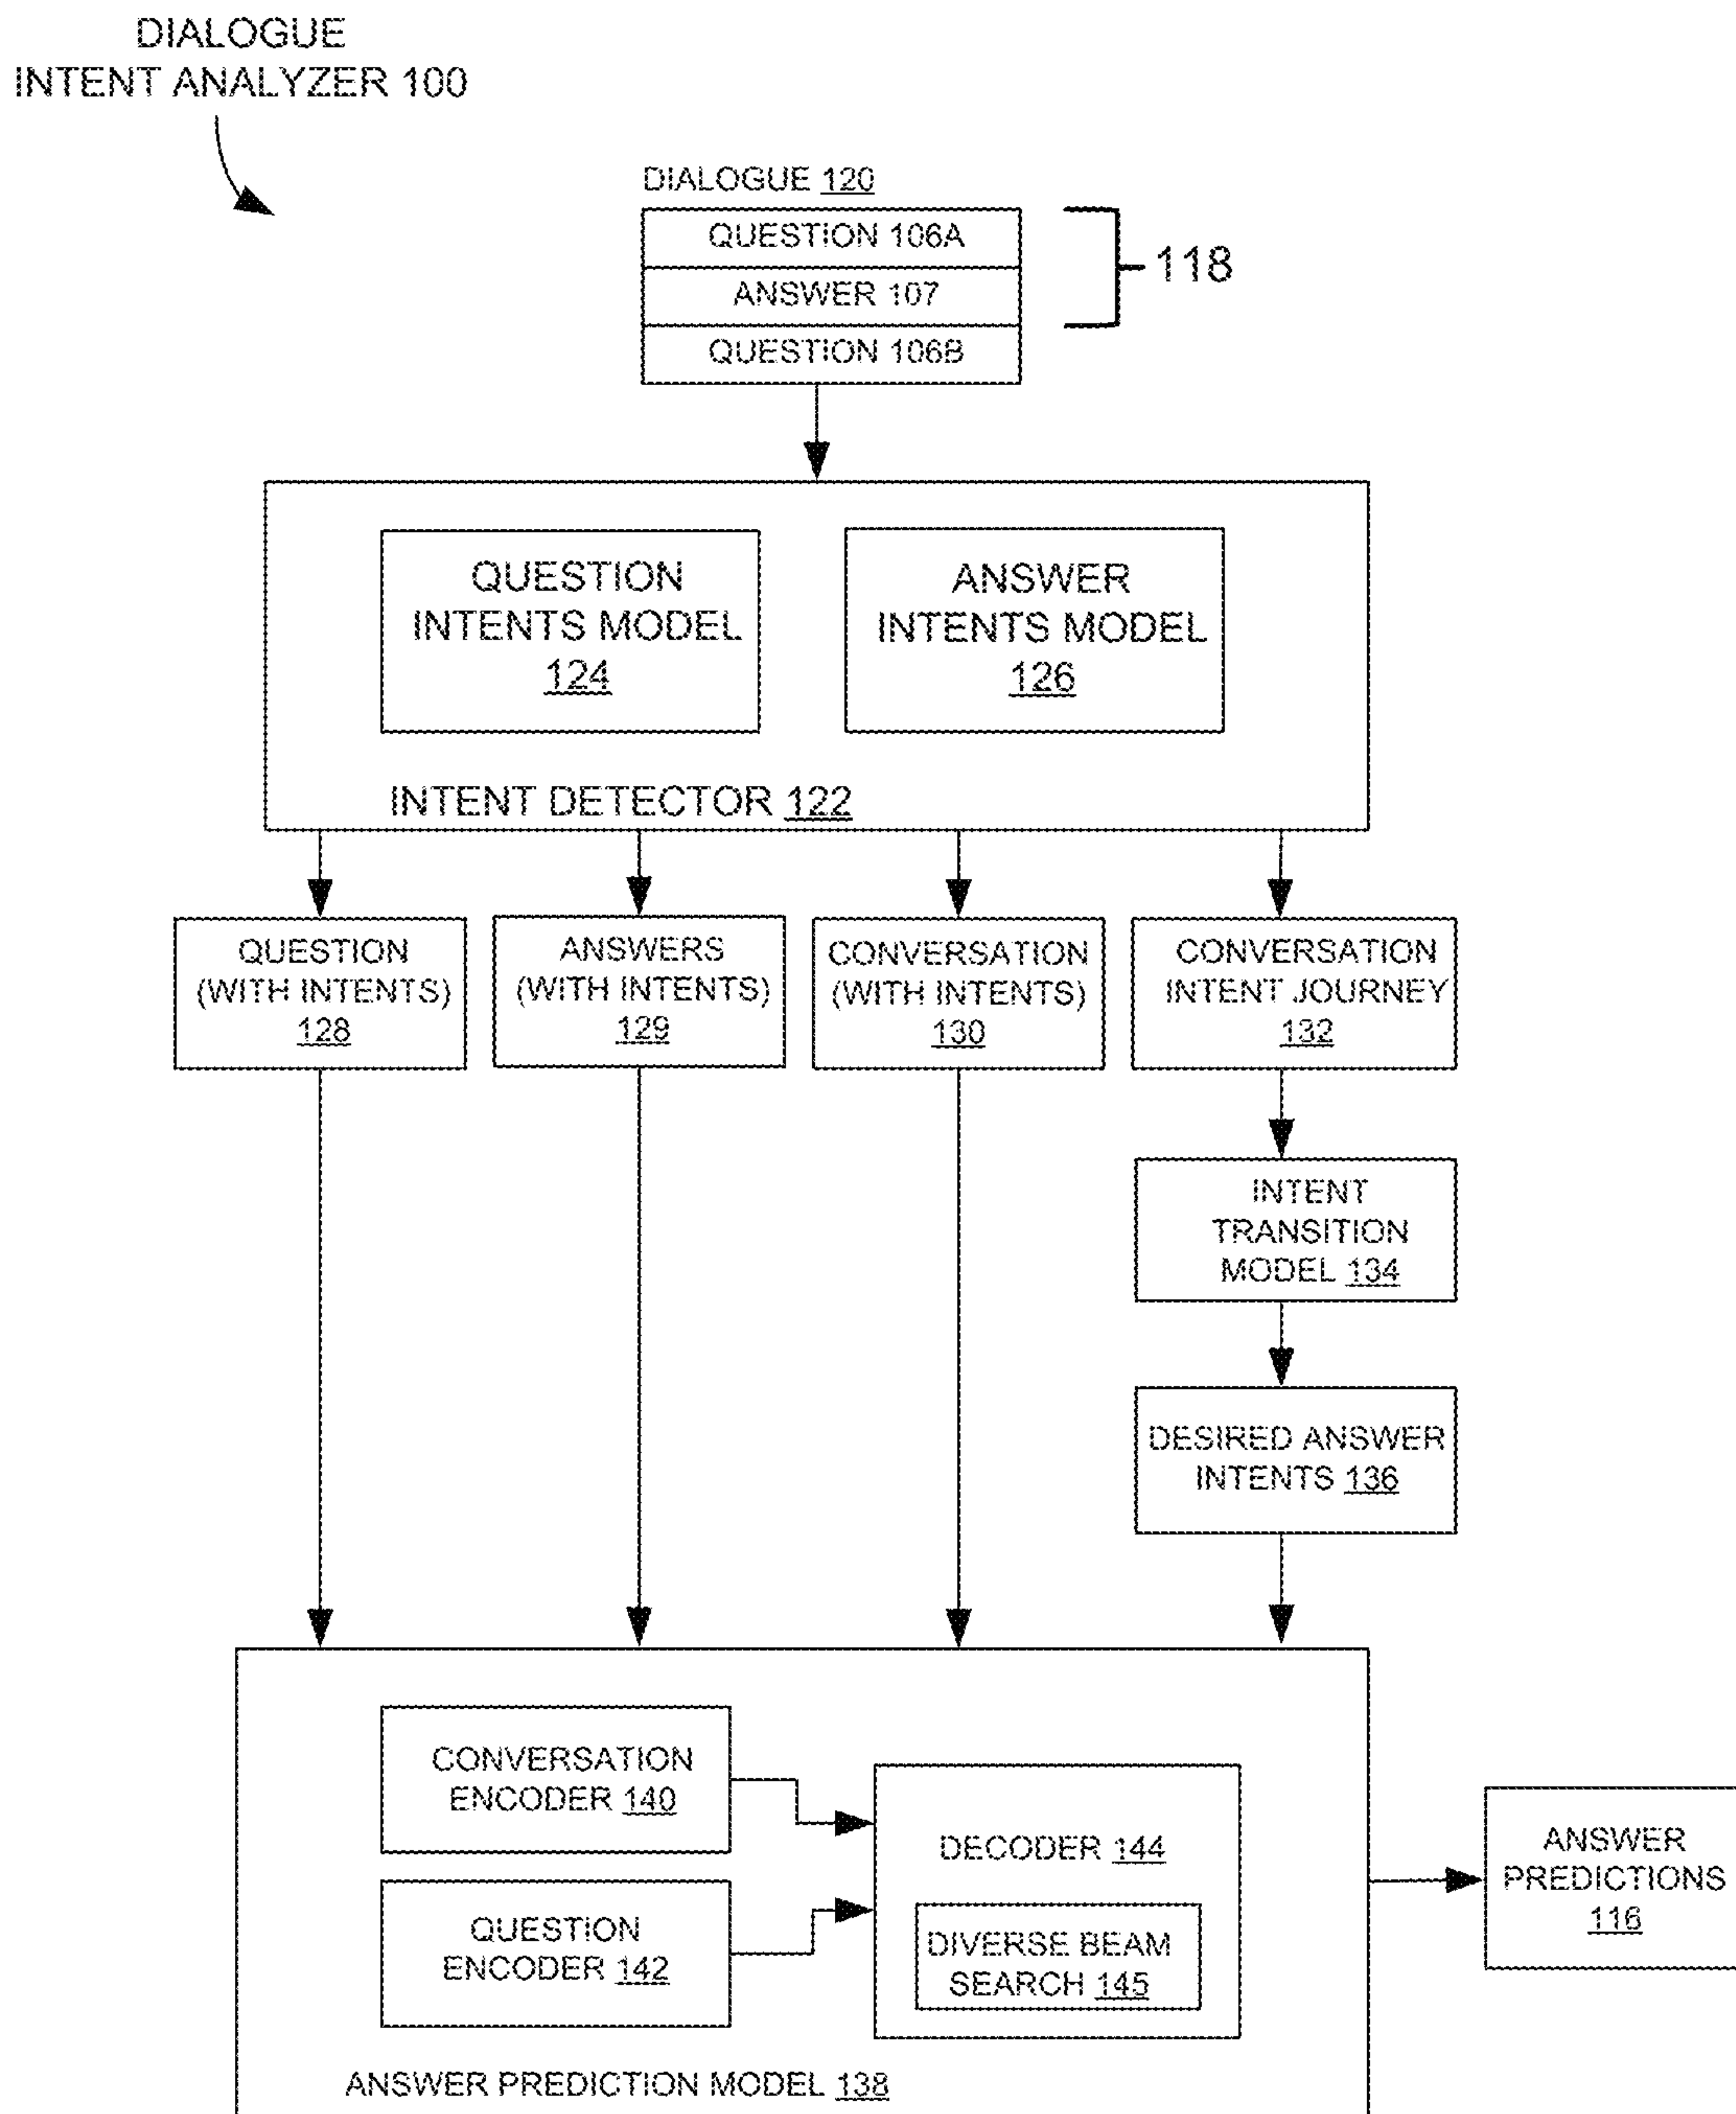 DIALOGUE
INTENT ANALYZER 100
DIALOGUE 120
QUESTION 106A
ANSWER 107
QUESTION 106B
118
QUESTION
INTENTS MODEL
124
ANSWER
INTENTS MODEL
126
INTENT DETECTOR 122
QUESTION
(WITH INTENTS)
128
ANSWERS
(WITH INTENTS)
129
CONVERSATION
(WITH INTENTS)
130
CONVERSATION
INTENT JOURNEY
132
INTENT
TRANSITION
MODEL 134
DESIRED ANSWER
INTENTS 136
CONVERSATION
ENCODER 140
QUESTION
ENCODER 142
DECODER 144
DIVERSE BEAM
SEARCH 145
ANSWER PREDICTION MODEL 138
ANSWER
PREDICTIONS
116